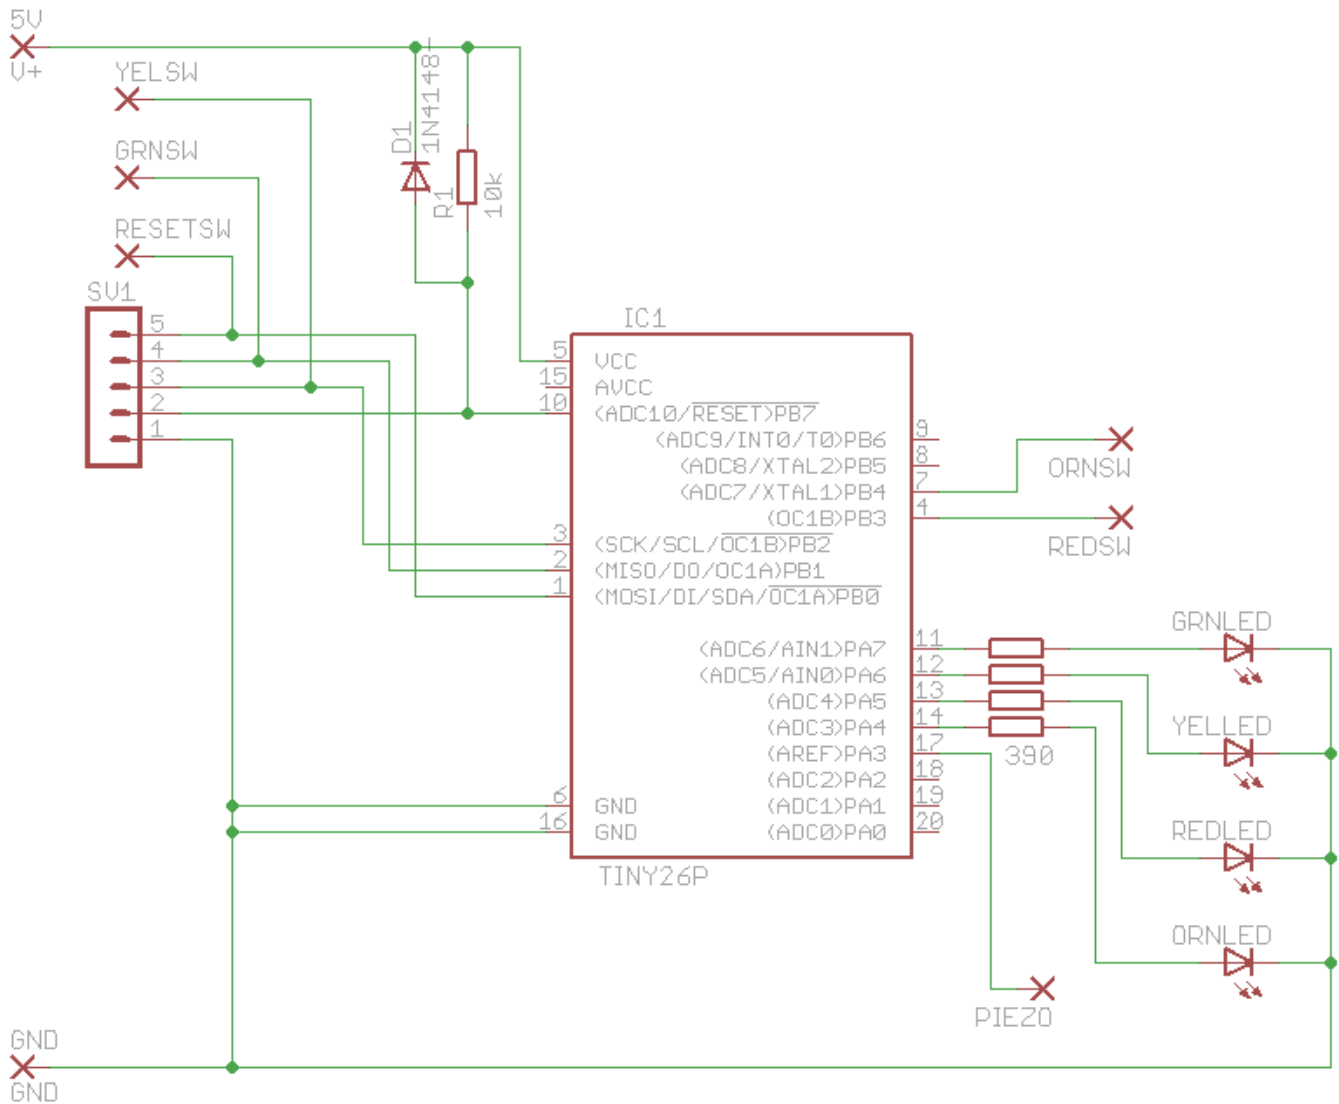 5V
V+
YELSW
GRNSW
RESETSW
SV1
5
4
3
2
1
D1
1N4148
R1
10k
IC1
5 VCC
15 AVCC
10 (ADC10/RESET)PB7
(ADC9/INT0/T0)PB6 9
(ADC8/XTAL2)PB5 8
(ADC7/XTAL1)PB4 7
(OC1B)PB3 4
3 (SCK/SCL/OC1B)PB2
2 (MISO/DO/OC1A)PB1
1 (MOSI/DI/SDA/OC1A)PB0
(ADC6/AIN1)PA7 11
(ADC5/AIN0)PA6 12
(ADC4)PA5 13
(ADC3)PA4 14
(AREF)PA3 17
(ADC2)PA2 18
(ADC1)PA1 19
(ADC0)PA0 20
6 GND
16 GND
TINY26P
ORNSW
REDSW
GRNLED
YELLED
390
REDLED
ORNLED
PIEZO
GND
GND